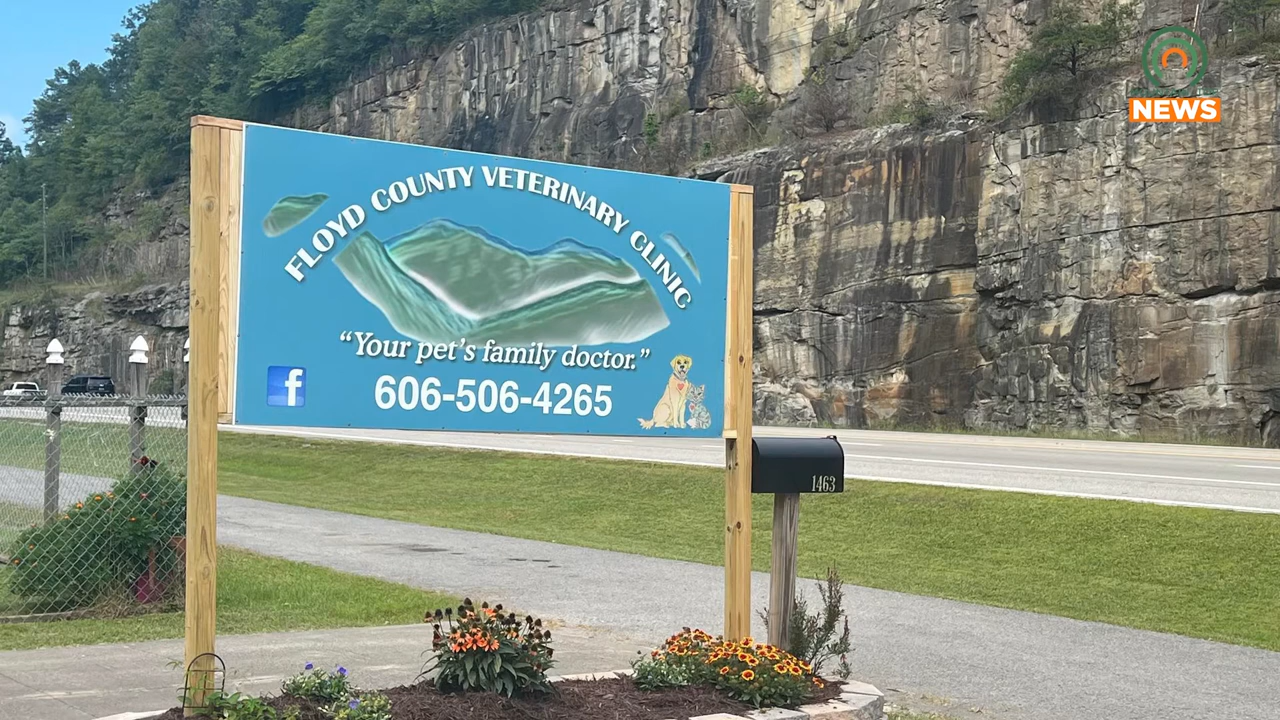 NEWS
FLOYD COUNTY VETERINARY CLINIC
“Your pet’s family doctor.”
f
606-506-4265
1463